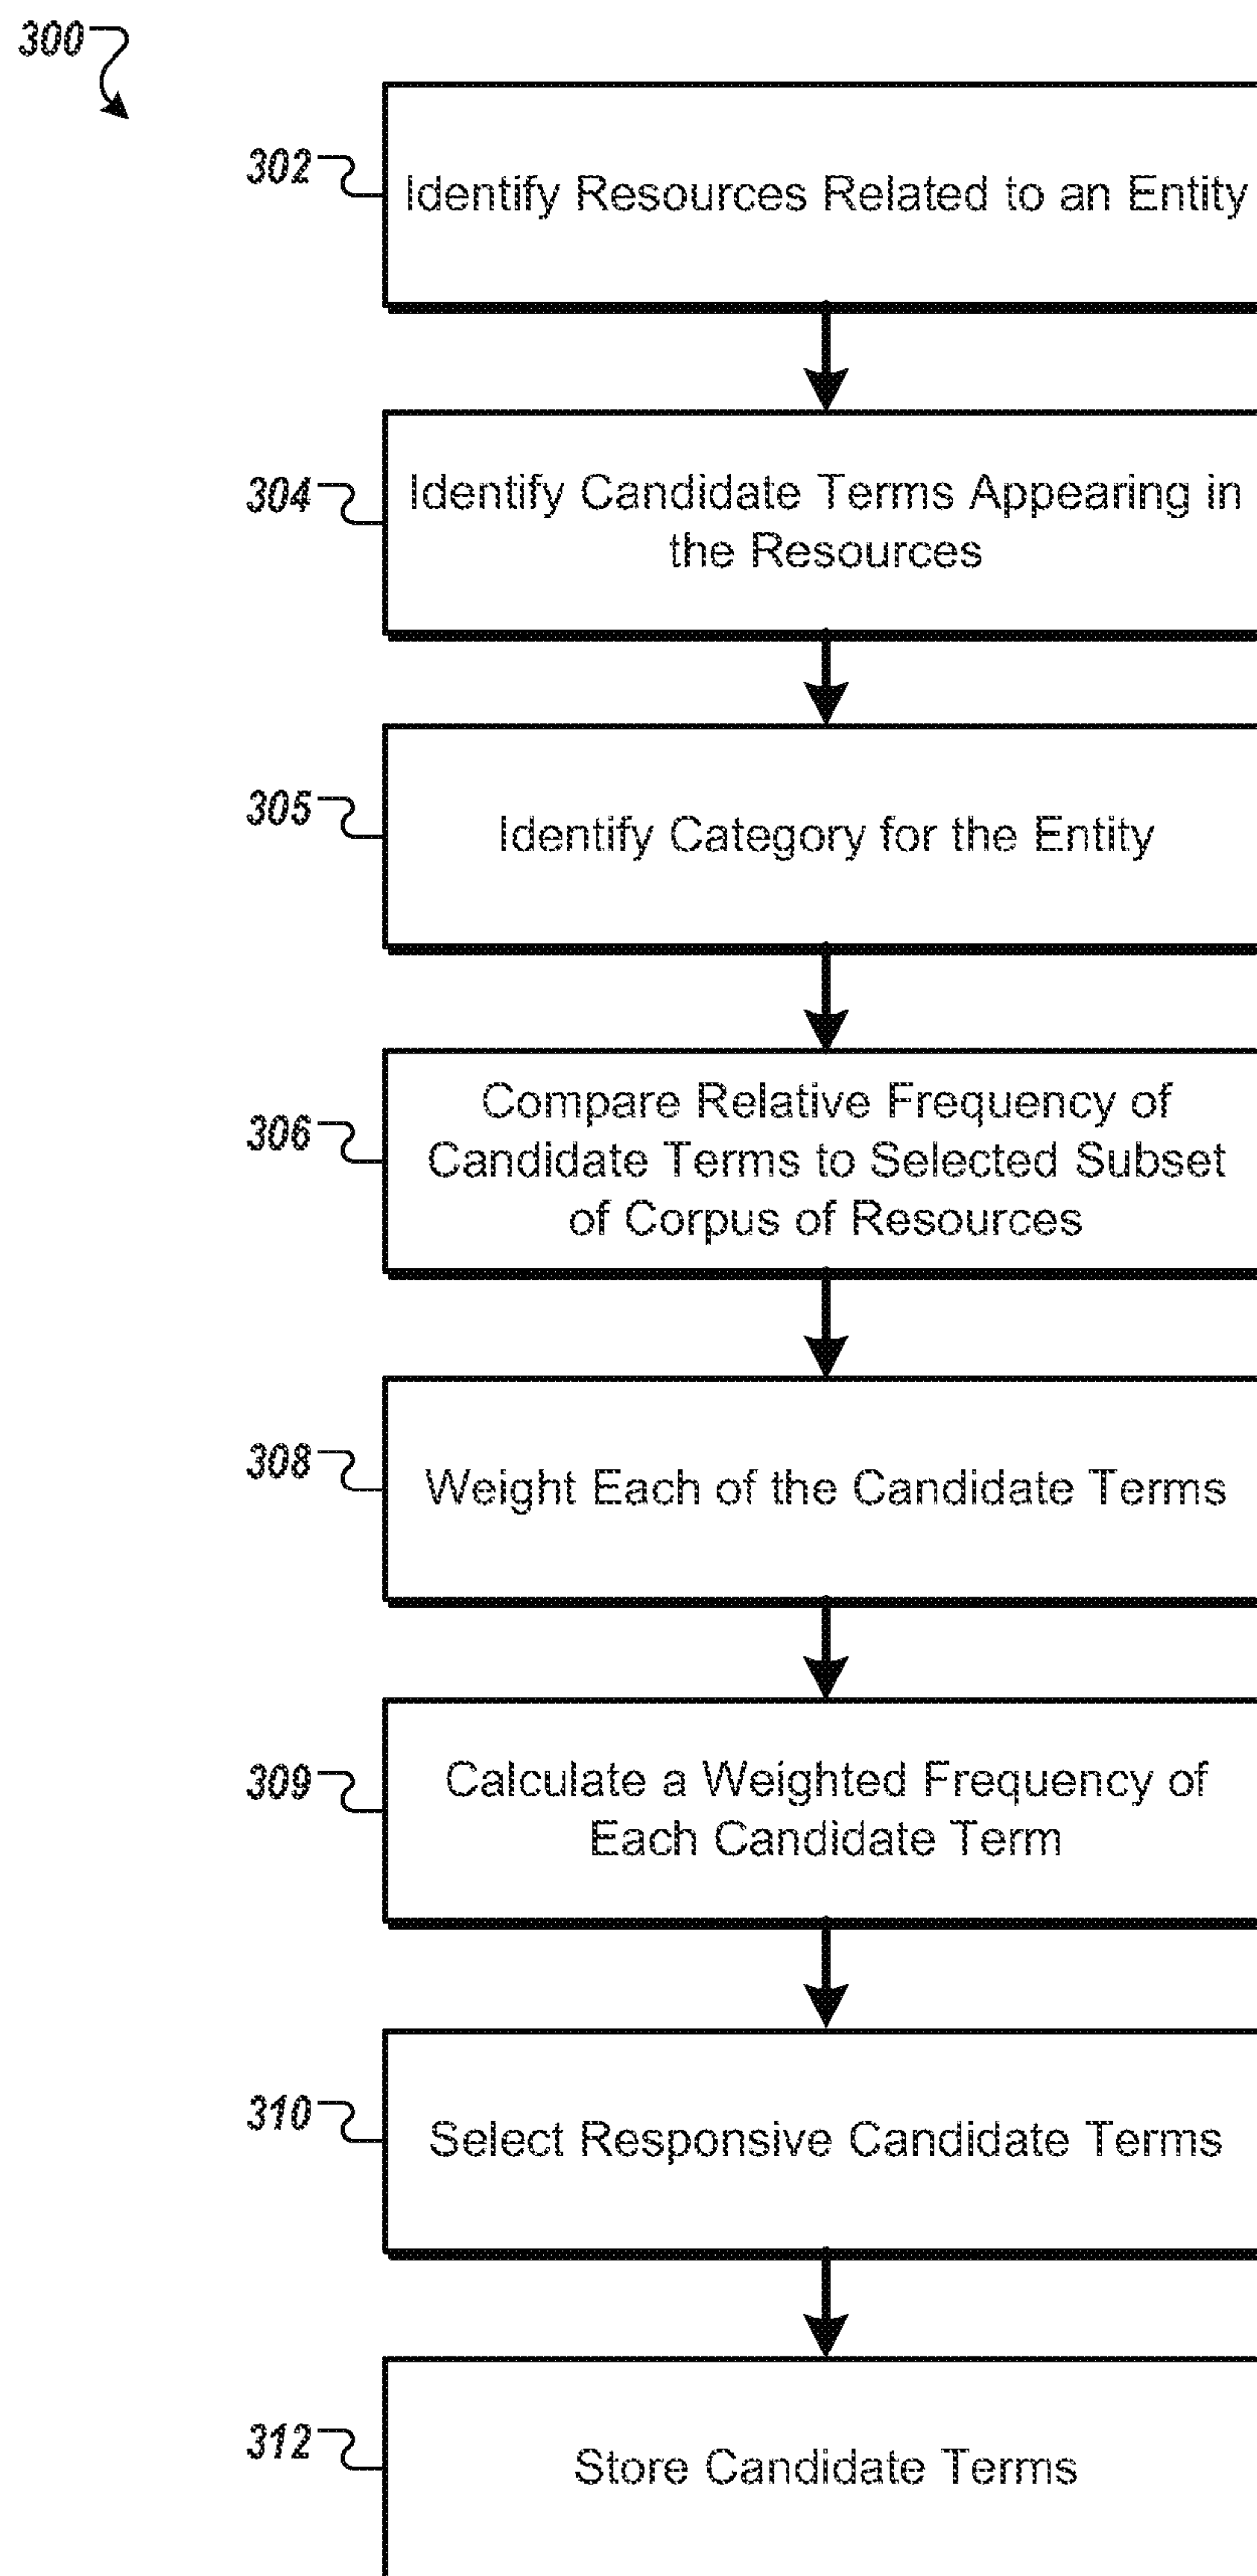 300
302
Identify Resources Related to an Entity
304
Identify Candidate Terms Appearing in
the Resources
305
Identify Category for the Entity
306
Compare Relative Frequency of
Candidate Terms to Selected Subset
of Corpus of Resources
308
Weight Each of the Candidate Terms
309
Calculate a Weighted Frequency of
Each Candidate Term
310
Select Responsive Candidate Terms
312
Store Candidate Terms